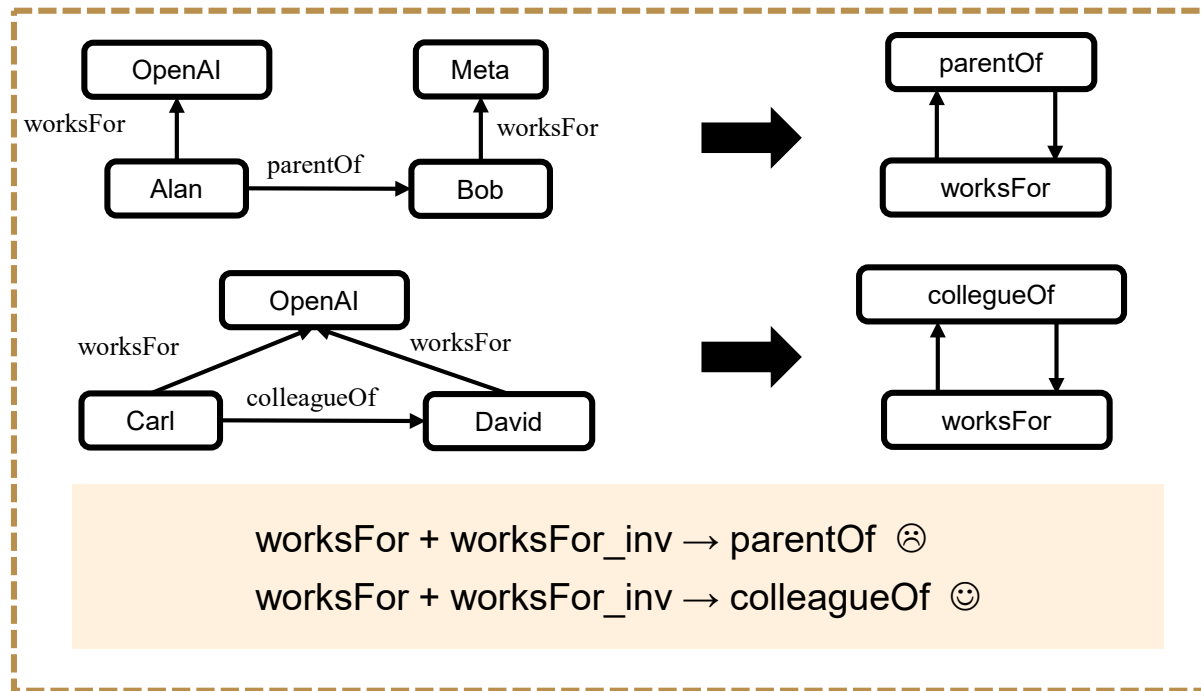 OpenAI
Meta
parentOf
worksFor
worksFor
parentOf
Alan
Bob
worksFor
OpenAI
collegueOf
worksFor
worksFor
colleagueOf
Carl
David
worksFor
worksFor + worksFor_inv → parentOf ☹
worksFor + worksFor_inv → colleagueOf ☺